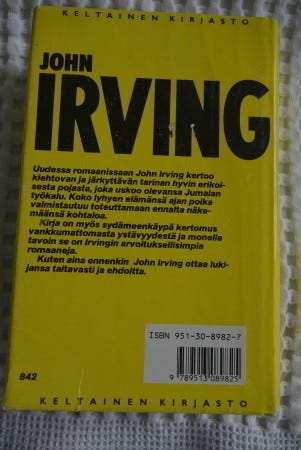 KELTAINEN KIRJASTO
JOHN
IRVING
Uudessa romaanissaan John Irving kertoo
kiehtovan ja järkyttävän tarinan hyvin erikoi-
sesta pojasta, joka uskoo olevansa Jumalan
työkalu. Koko lyhyen elämänsä ajan poika
valmistautuu toteuttamaan ennalta näke-
määnsä kohtaloa.
Kirja on myös sydämeenkäypä kertomus
vankkumattomasta ystävyydestä ja monella
tavoin se on Irvingin arvoituksellisimpia
romaaneja.
Kuten aina ennenkin John Irving ottaa luki-
jansa taitavasti ja ehdoitta.
ISBN 951-30-8982-7
9 789513 089825
842
KELTAINEN KIRJASTO